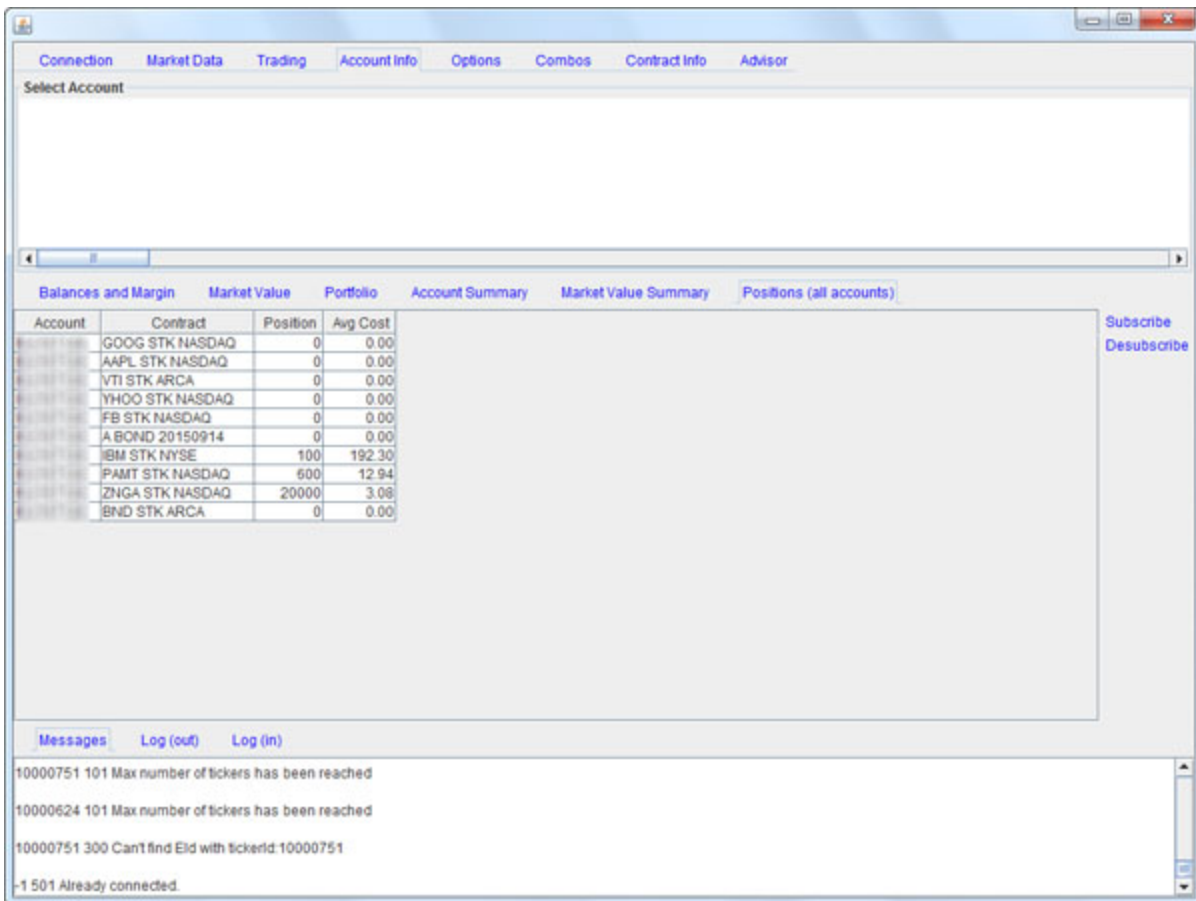 Connection Market Data Trading Account Info Options Combos Contract Info Advisor
Select Account
Balances and Margin Market Value Portfolio Account Summary Market Value Summary Positions (all accounts)
Account Contract Position Avg Cost
Subscribe
Desubscribe
GOOG STK NASDAQ 0 0.00
AAPL STK NASDAQ 0 0.00
VTI STK ARCA 0 0.00
YHOO STK NASDAQ 0 0.00
FB STK NASDAQ 0 0.00
A BOND 20150914 0 0.00
IBM STK NYSE 100 192.30
PAMT STK NASDAQ 600 12.94
ZNGA STK NASDAQ 20000 3.08
BND STK ARCA 0 0.00
Messages Log (out) Log (in)
10000751 101 Max number of tickers has been reached
10000624 101 Max number of tickers has been reached
10000751 300 Can't find EId with tickerId:10000751
-1 501 Already connected.